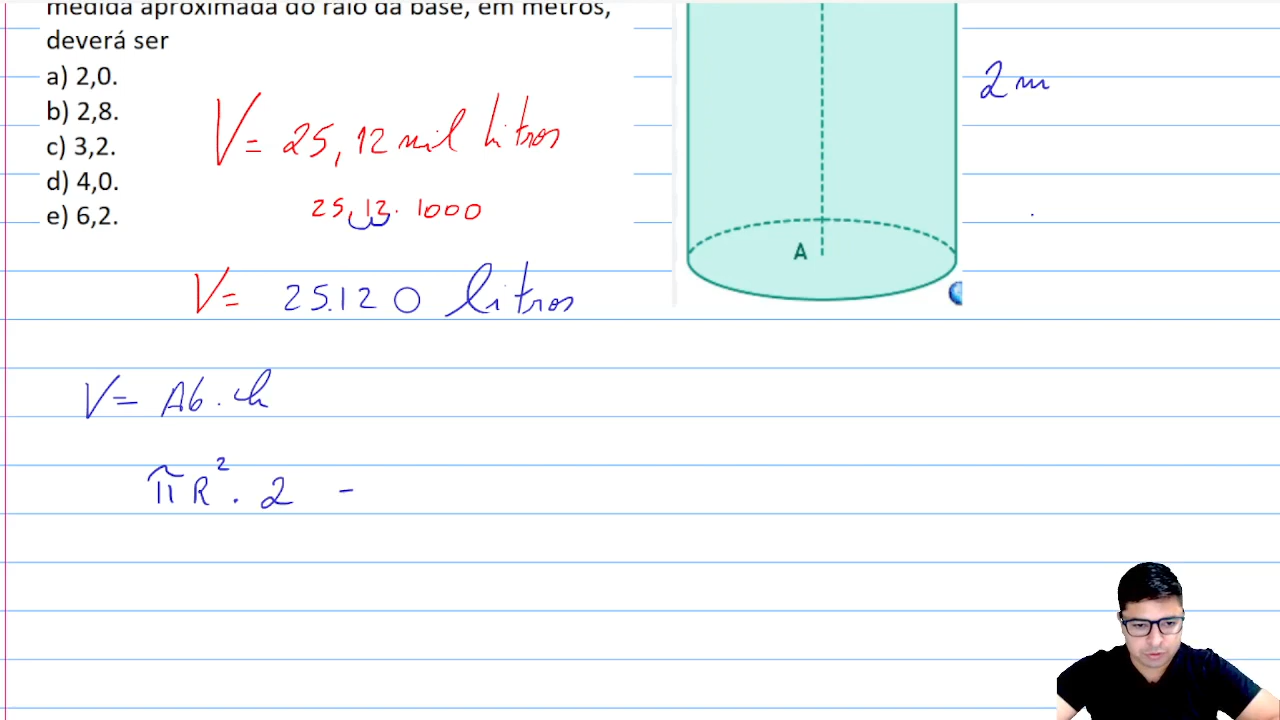 medida aproximada do raio da base, em metros,
deverá ser
a) 2,0.
b) 2,8.
c) 3,2.
d) 4,0.
e) 6,2.
V= 25,12 mil litros
25,12.1000
V= 25.120 litros
2m
A
V= Ab.h
πR².2 =